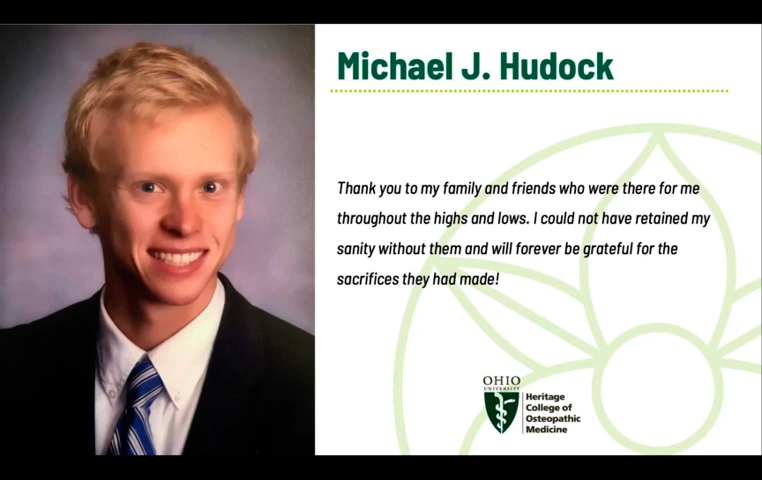 Michael J. Hudock
Thank you to my family and friends who were there for me
throughout the highs and lows. I could not have retained my
sanity without them and will forever be grateful for the
sacrifices they had made!
OHIO
UNIVERSITY
Heritage
College of
Osteopathic
Medicine